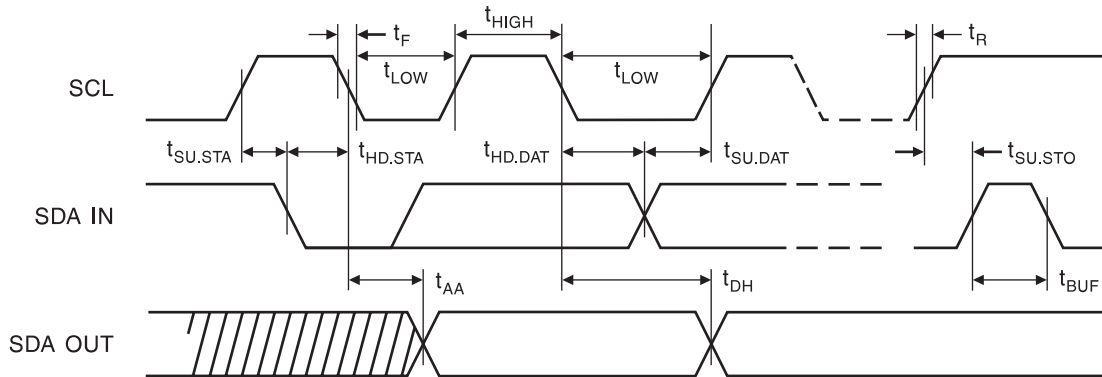 tHIGH
tF
tR
tLOW
tLOW
SCL
tSU.STA
tHD.STA
tHD.DAT
tSU.DAT
tSU.STO
SDA IN
tAA
tDH
tBUF
SDA OUT